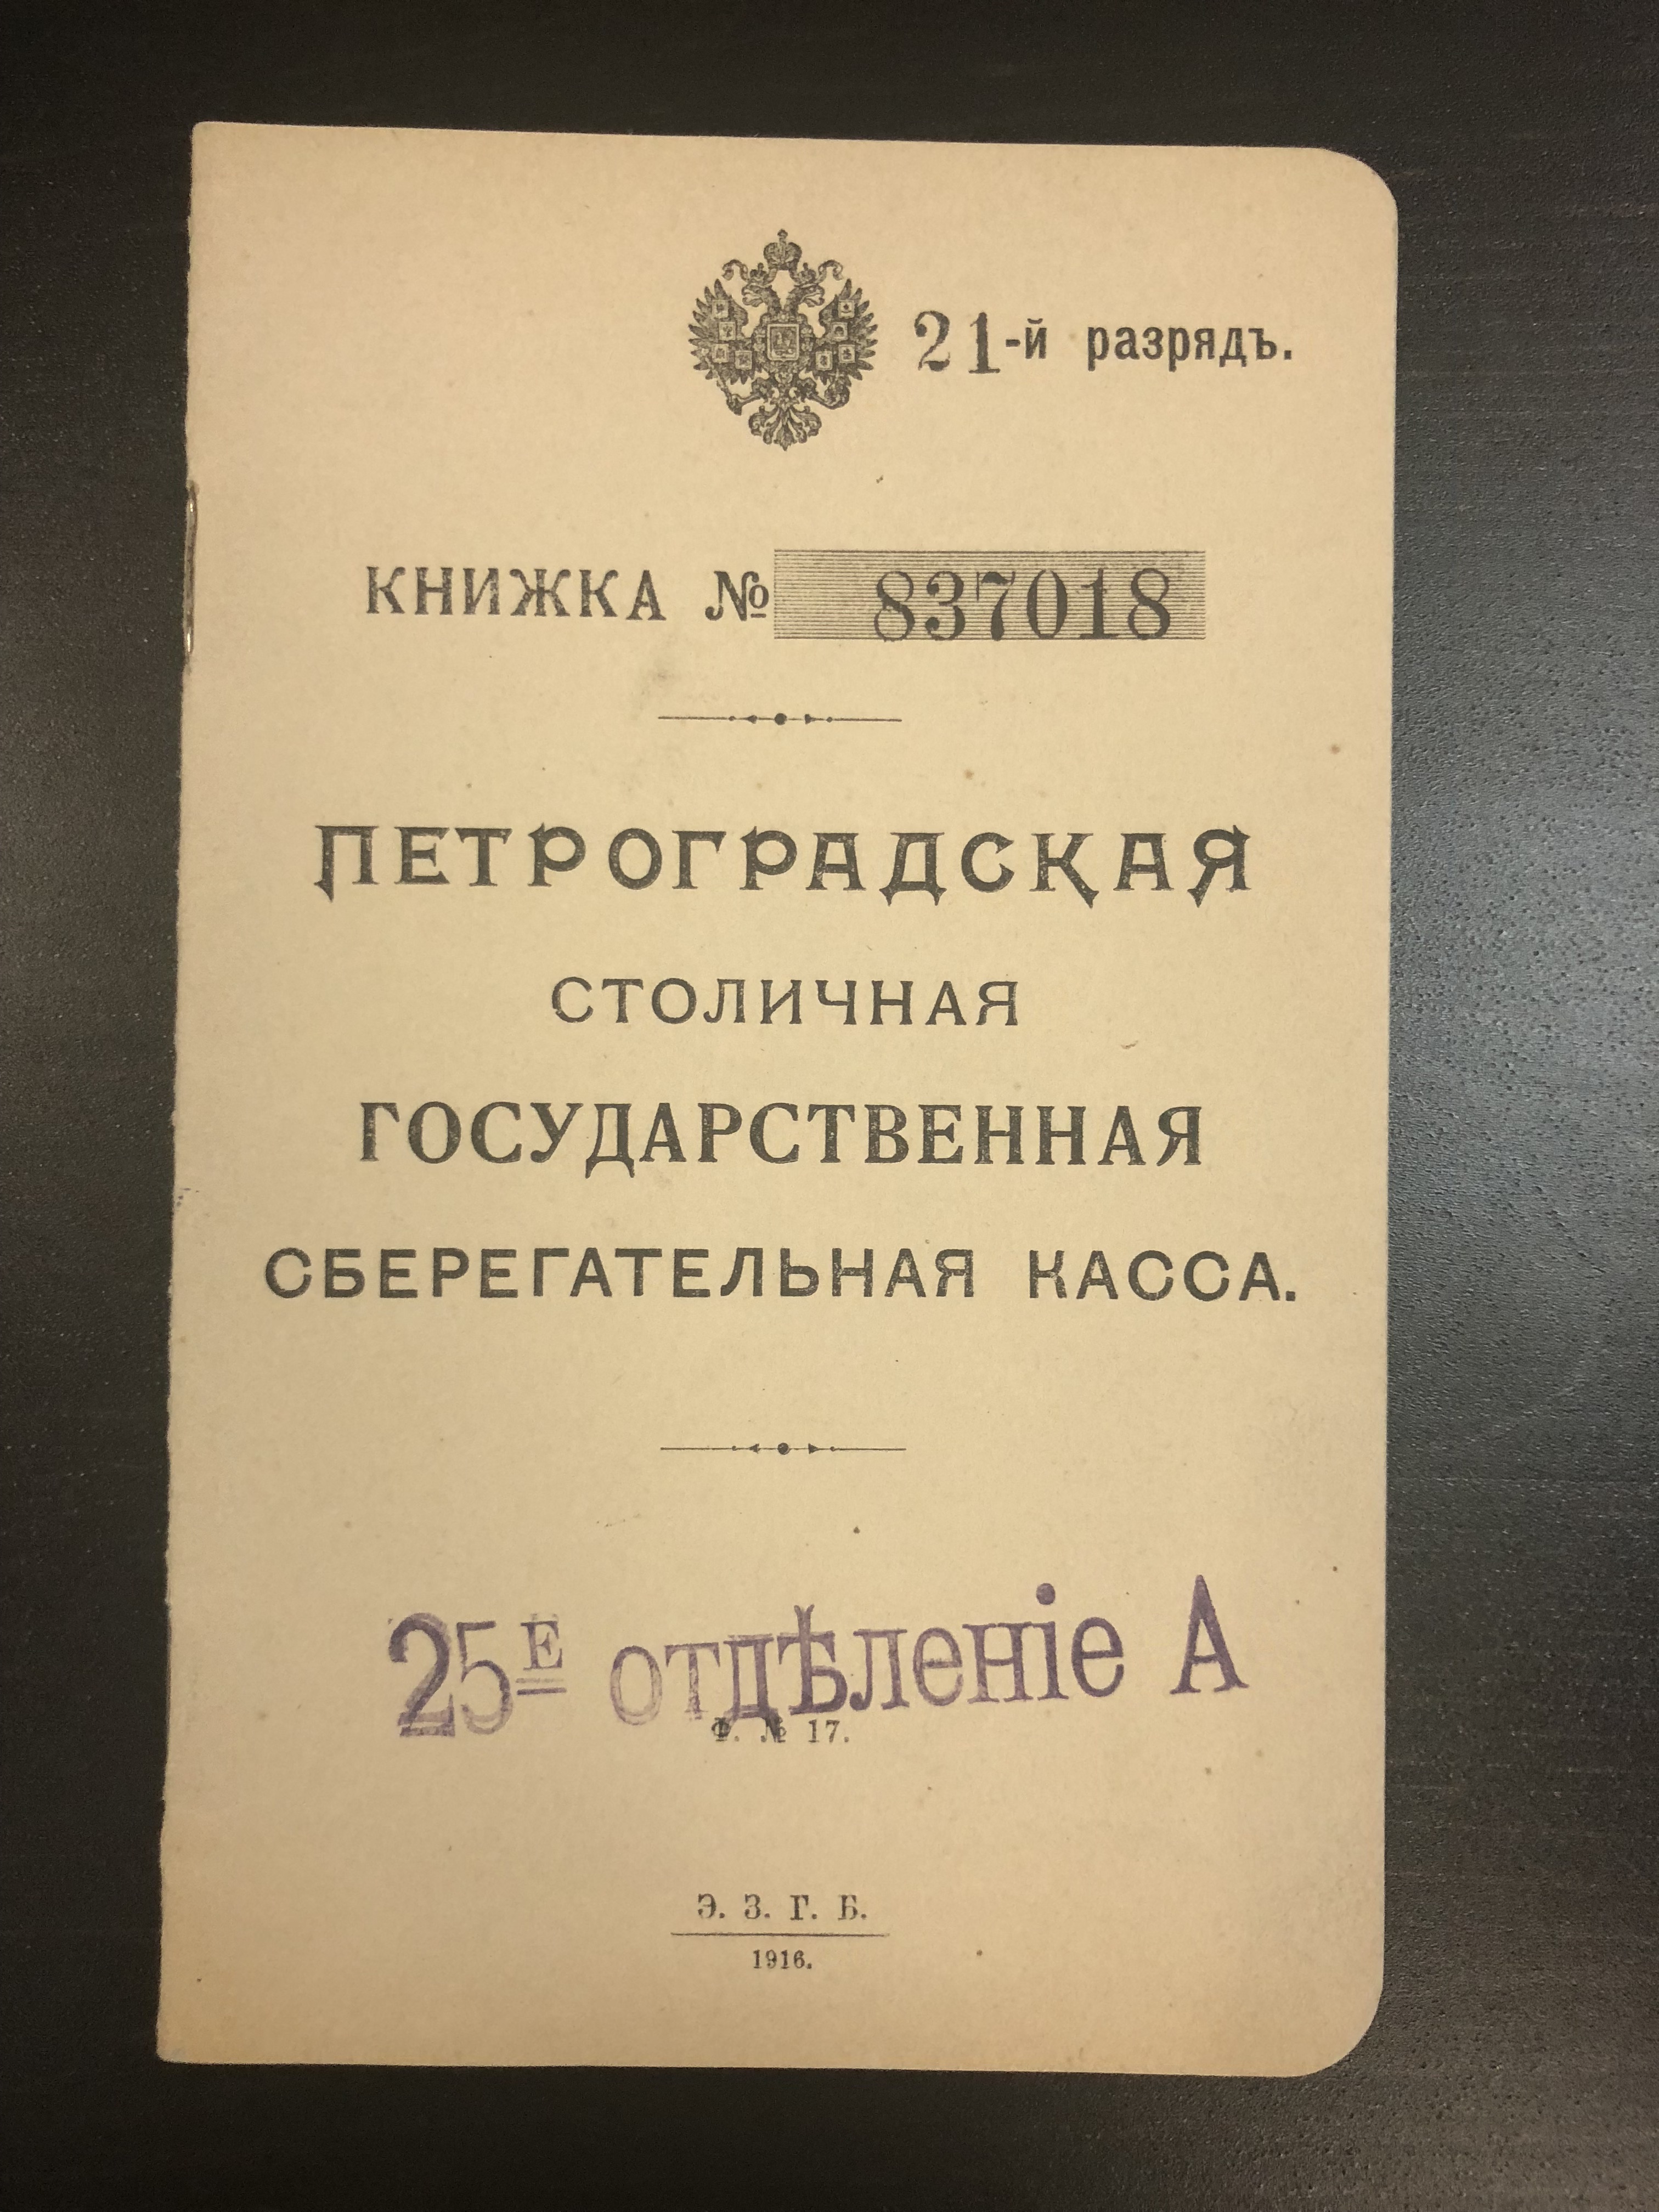 21-й разрядъ.
КНИЖКА № 837018
ПЕТРОГРАДСКАЯ
СТОЛИЧНАЯ
ГОСУДАРСТВЕННАЯ
СБЕРЕГАТЕЛЬНАЯ КАССА.
25Е отдѣленіе А
Ф. № 17.
Э. З. Г. Б.
1916.